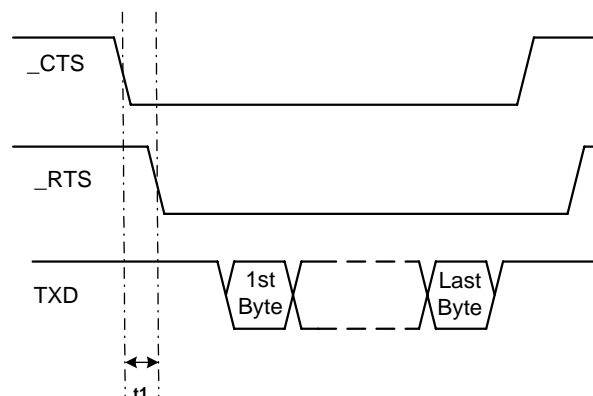 _CTS
_RTS
TXD
1st
Byte
Last
Byte
t1